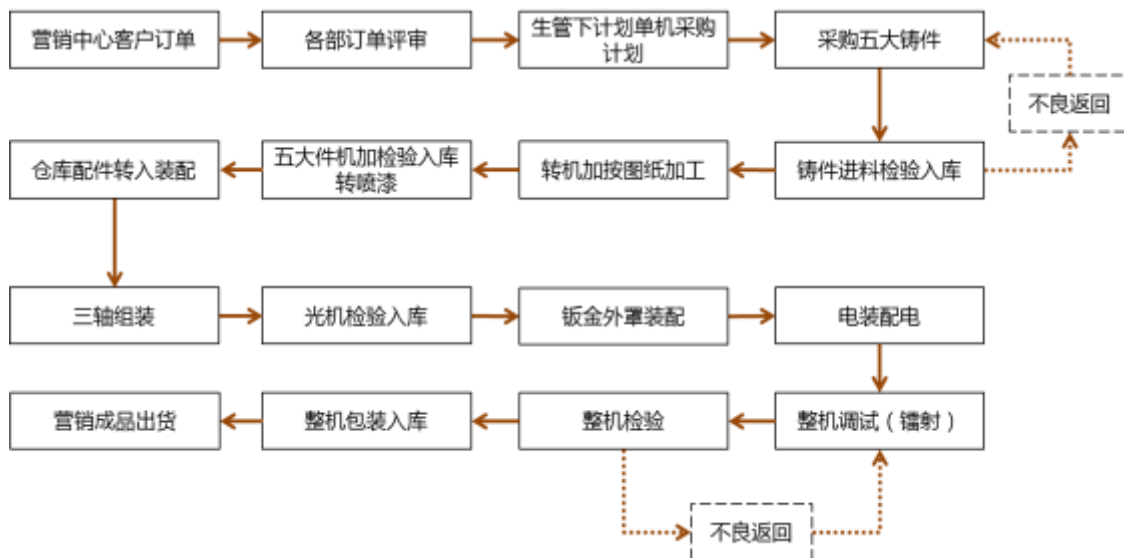 营销中心客户订单
各部订单评审
生管下计划单机采购
计划
采购五大铸件
不良返回
仓库配件转入装配
五大件机加检验入库
转喷漆
转机加按图纸加工
铸件进料检验入库
三轴组装
光机检验入库
钣金外罩装配
电装配电
营销成品出货
整机包装入库
整机检验
整机调试（镭射）
不良返回